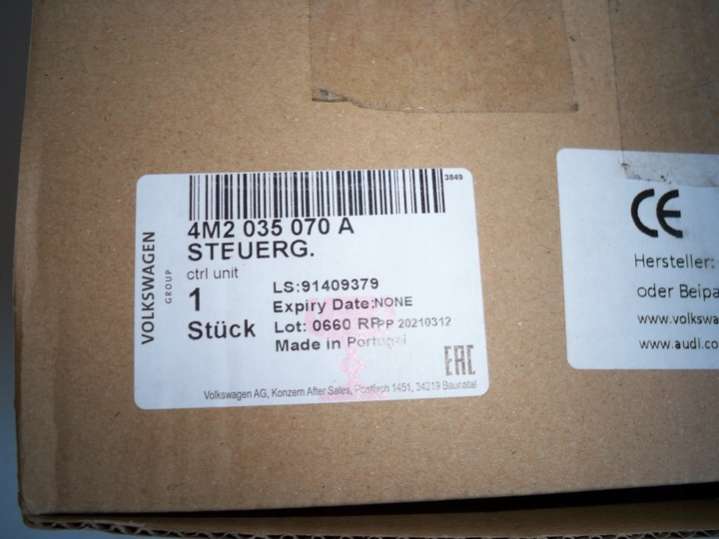 3849
4M2 035 070 A
STEUERG.
ctrl unit
1
Stück
LS:91409379
Expiry Date:NONE
Lot: 0660 RP PP 20210312
Made in Portugal
EAC
Volkswagen AG, Konzern After Sales, Postfach 1451, 34219 Baunatal
VOLKSWAGEN
GROUP
CE
Hersteller:
oder Beipa
www.volkswa
www.audi.co